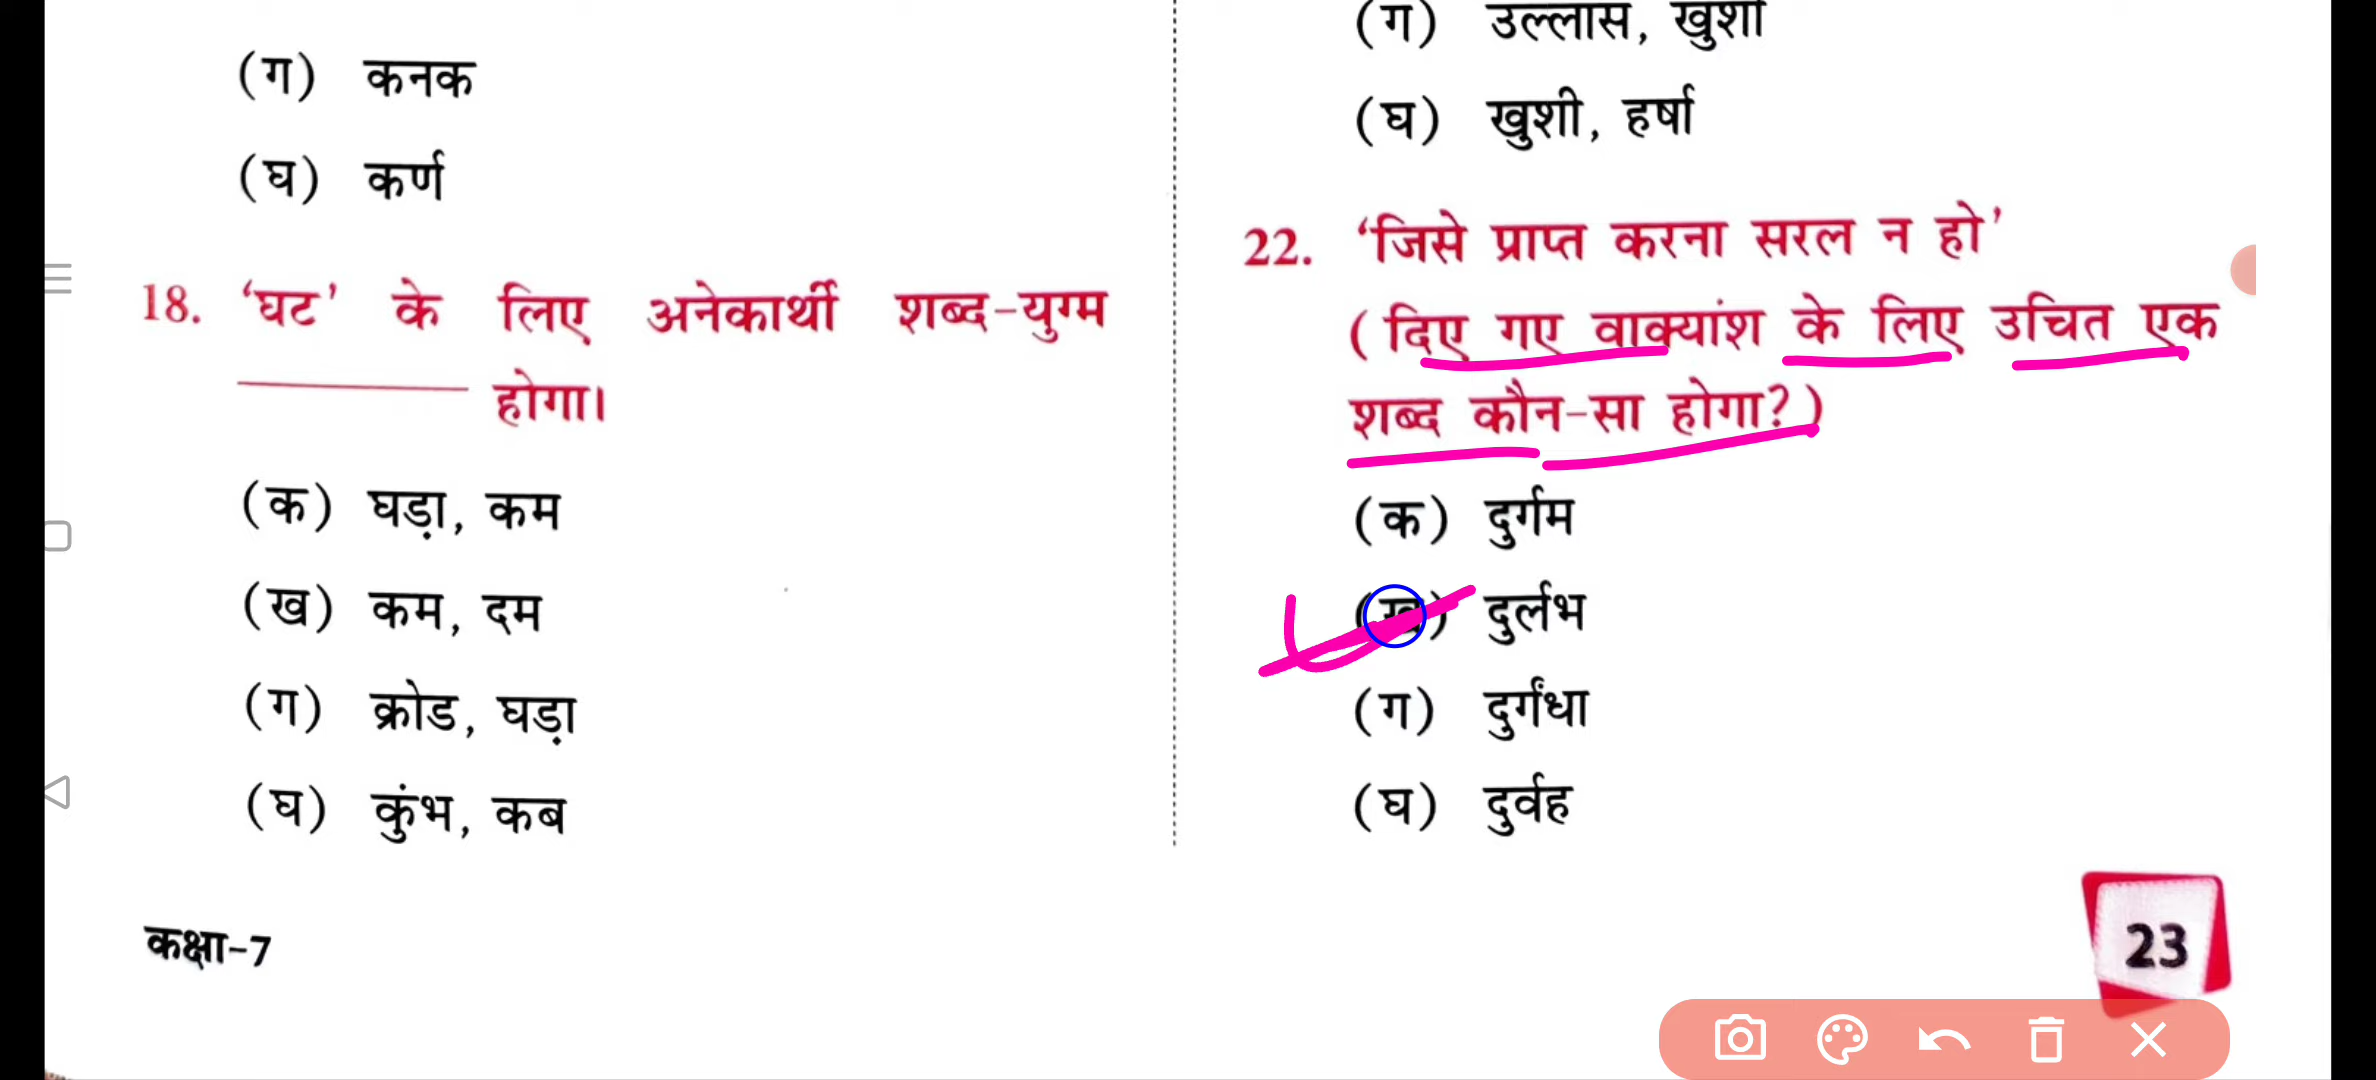 (ग) कनक
(घ) कर्ण
18. ‘घट’ के लिए अनेकार्थी शब्द-युग्म
होगा।
(क) घड़ा, कम
(ख) कम, दम
(ग) क्रोड, घड़ा
(घ) कुंभ, कब
कक्षा-7
(ग) उल्लास, खुशी
(घ) खुशी, हर्षा
22. ‘जिसे प्राप्त करना सरल न हो’
(दिए गए वाक्यांश के लिए उचित एक
शब्द कौन-सा होगा?)
(क) दुर्गम
(ख) दुर्लभ
(ग) दुर्गंधा
(घ) दुर्वह
23